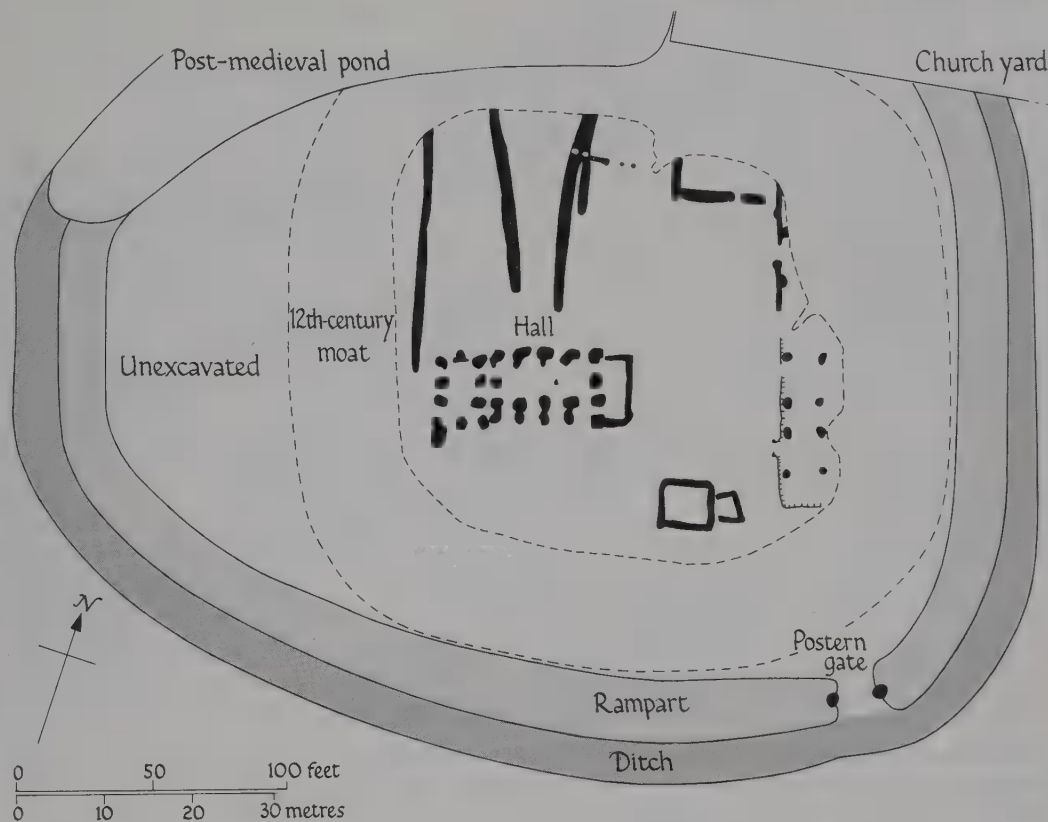 Post-medieval pond
Church yard
Hall
12th-century
moat
Unexcavated
N
Postern
gate
Rampart
Ditch
0 50 100 feet
0 10 20 30 metres